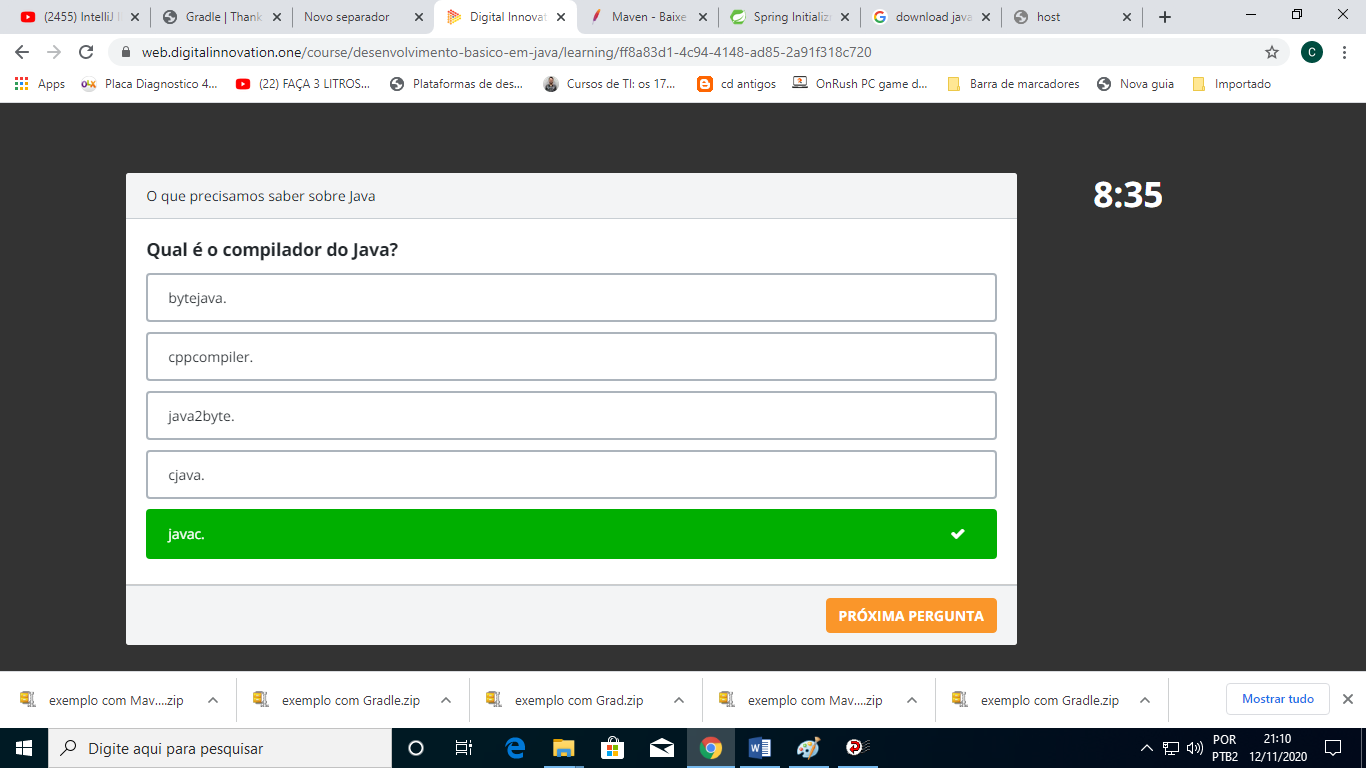 (2455) IntelliJ I
Gradle | Thank
Novo separador
Digital Innovat
Maven - Baixe
Spring Initializ
download java
host
web.digitalinnovation.one/course/desenvolvimento-basico-em-java/learning/ff8a83d1-4c94-4148-ad85-2a91f318c720
C
Apps
OLX
Placa Diagnostico 4...
(22) FAÇA 3 LITROS...
Plataformas de des...
Cursos de TI: os 17...
cd antigos
OnRush PC game d...
Barra de marcadores
Nova guia
Importado
O que precisamos saber sobre Java
8:35
Qual é o compilador do Java?
bytejava.
cppcompiler.
java2byte.
cjava.
javac.
PRÓXIMA PERGUNTA
exemplo com Mav....zip
exemplo com Gradle.zip
exemplo com Grad.zip
exemplo com Mav....zip
exemplo com Gradle.zip
Mostrar tudo
Digite aqui para pesquisar
POR
PTB2
21:10
12/11/2020